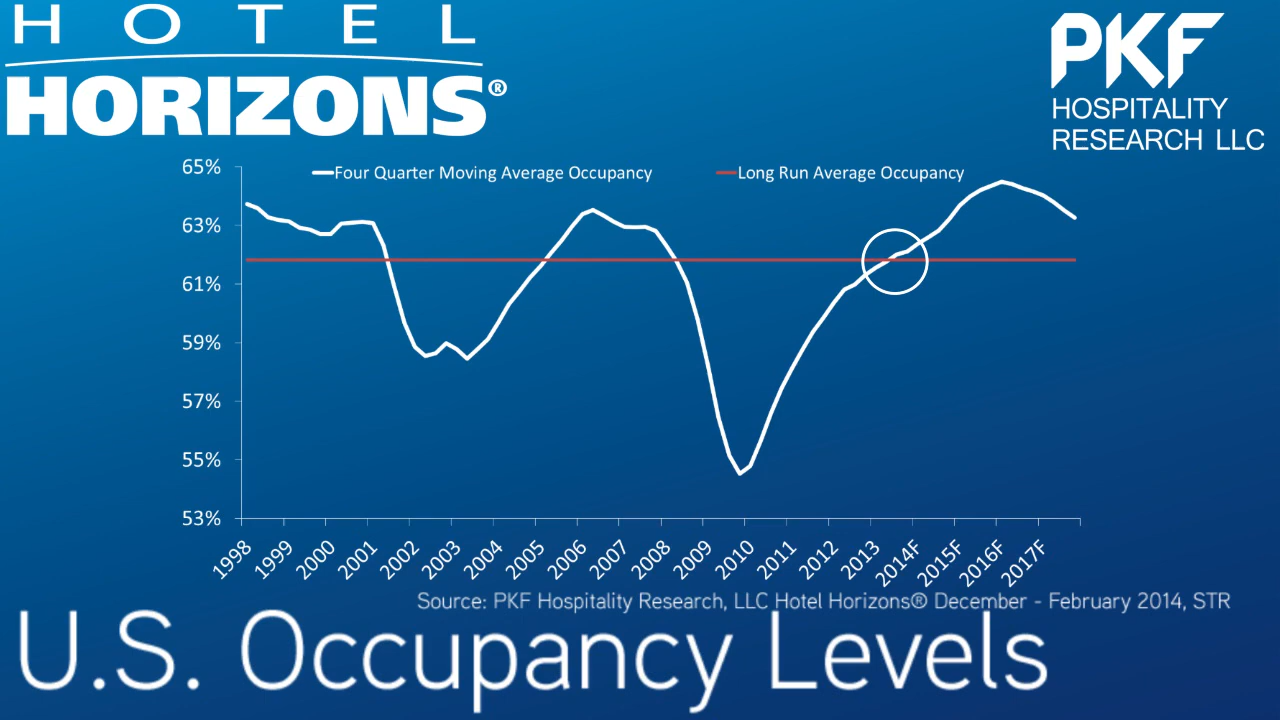 HOTEL
HORIZONS®
PKF
HOSPITALITY
RESEARCH LLC
Four Quarter Moving Average Occupancy
Long Run Average Occupancy
65%
63%
61%
59%
57%
55%
53%
1998
1999
2000
2001
2002
2003
2004
2005
2006
2007
2008
2009
2010
2011
2012
2013
2014F
2015F
2016F
2017F
Source: PKF Hospitality Research, LLC Hotel Horizons® December - February 2014, STR
U.S. Occupancy Levels